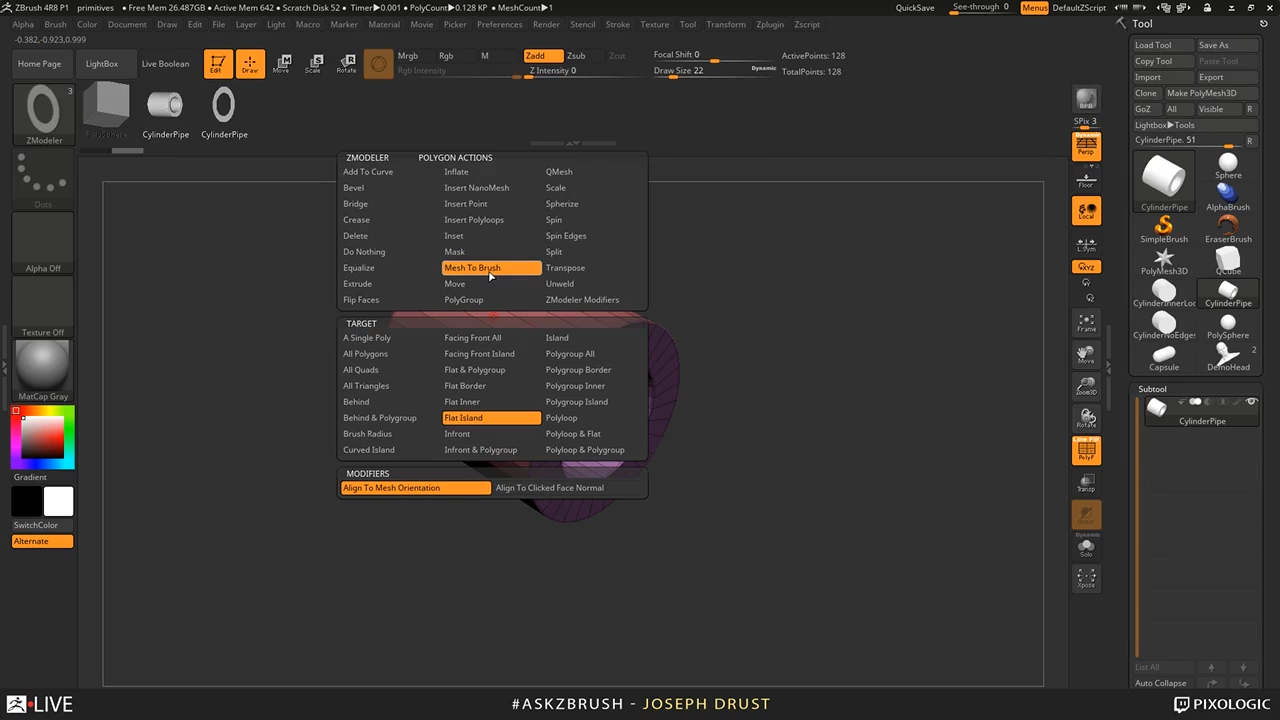 ZBrush 4R8 P1 primitives • Free Mem 26.487GB • Active Mem 642 • Scratch Disk 52 • Timer▶0.001 • PolyCount▶0.128 KP • MeshCount▶1
QuickSave See-through 0 Menus DefaultZScript
Alpha Brush Color Document Draw Edit File Layer Light Macro Marker Material Movie Picker Preferences Render Stencil Stroke Texture Tool Transform Zplugin Zscript
-0.382,-0.923,0.999
Home Page LightBox Live Boolean Edit Draw Move Scale Rotate
Mrgb Rgb M Zadd Zsub Zcut Focal Shift 0 ActivePoints: 128
Rgb Intensity Z Intensity 0 Draw Size 22 Dynamic TotalPoints: 128
3
ZModeler
PolySphere CylinderPipe CylinderPipe
Dots
Alpha Off
Texture Off
MatCap Gray
Gradient
SwitchColor
Alternate
ZMODELER POLYGON ACTIONS
Add To Curve Inflate QMesh
Bevel Insert NanoMesh Scale
Bridge Insert Point Spherize
Crease Insert Polyloops Spin
Delete Inset Spin Edges
Do Nothing Mask Split
Equalize Mesh To Brush Transpose
Extrude Move Unweld
Flip Faces PolyGroup ZModeler Modifiers
TARGET
A Single Poly Facing Front All Island
All Polygons Facing Front Island Polygroup All
All Quads Flat & Polygroup Polygroup Border
All Triangles Flat Border Polygroup Inner
Behind Flat Inner Polygroup Island
Behind & Polygroup Flat Island Polyloop
Brush Radius Infront Polyloop & Flat
Curved Island Infront & Polygroup Polyloop & Polygroup
MODIFIERS
Align To Mesh Orientation Align To Clicked Face Normal
BPR
SPix 3
Dynamic
Persp
Floor
Local
L.Sym
XYZ
Frame
Move
Zoom3D
Rotate
Line Fill
PolyF
Transp
Ghost
Dynamic
Solo
Xpose
Tool
Load Tool Save As
Copy Tool Paste Tool
Import Export
Clone Make PolyMesh3D
GoZ All Visible R
Lightbox▶Tools
CylinderPipe. 51 R
CylinderPipe Sphere
AlphaBrush
SimpleBrush EraserBrush
PolyMesh3D QCube
CylinderPipe
PolySphere
2
Capsule DemoHead
Subtool
CylinderPipe
List All
Auto Collapse
LIVE
#ASKZBRUSH - JOSEPH DRUST
PIXOLOGIC